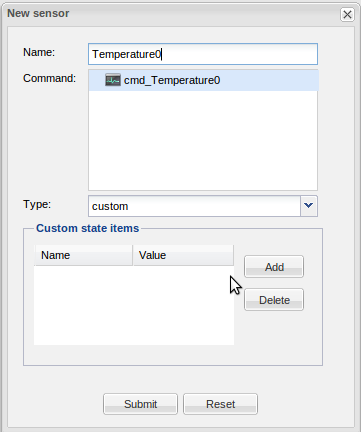 New sensor
Name: Temperature0
Command: cmd_Temperature0
Type: custom
Custom state items
Name Value
Add
Delete
Submit Reset